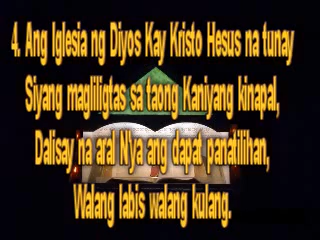 4. Ang Iglesia ng Diyos Kay Kristo Hesus na tunay
Siyang magliligtas sa taong Kaniyang kinapal,
Dalisay na aral N'ya ang dapat panatilihan,
Walang labis walang kulang.